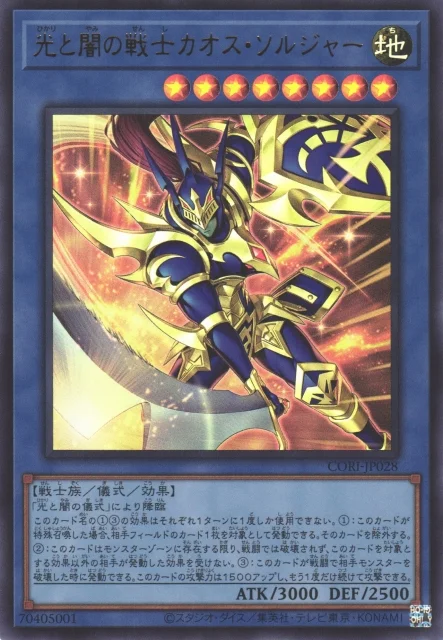 光と闇の戦士カオス・ソルジャー
地
CORI-JP028
【戦士族／儀式／効果】
「光と闇の儀式」により降臨
このカード名の①③の効果はそれぞれ1ターンに1度しか使用できない。①：このカードが
特殊召喚した場合、相手フィールドのカード1枚を対象として発動できる。そのカードを除外する。
②：このカードはモンスターゾーンに存在する限り、戦闘では破壊されず、このカードを対象と
する効果以外の相手が発動した効果を受けない。③：このカードが戦闘で相手モンスターを
破壊した時に発動できる。このカードの攻撃力は1500アップし、もう1度だけ続けて攻撃できる。
ATK/3000 DEF/2500
70405001
©スタジオ・ダイス／集英社・テレビ東京・KONAMI